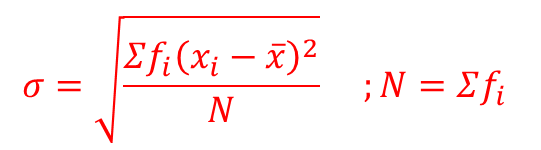 σ = √(Σfᵢ(xᵢ − x̄)² / N) ; N = Σfᵢ